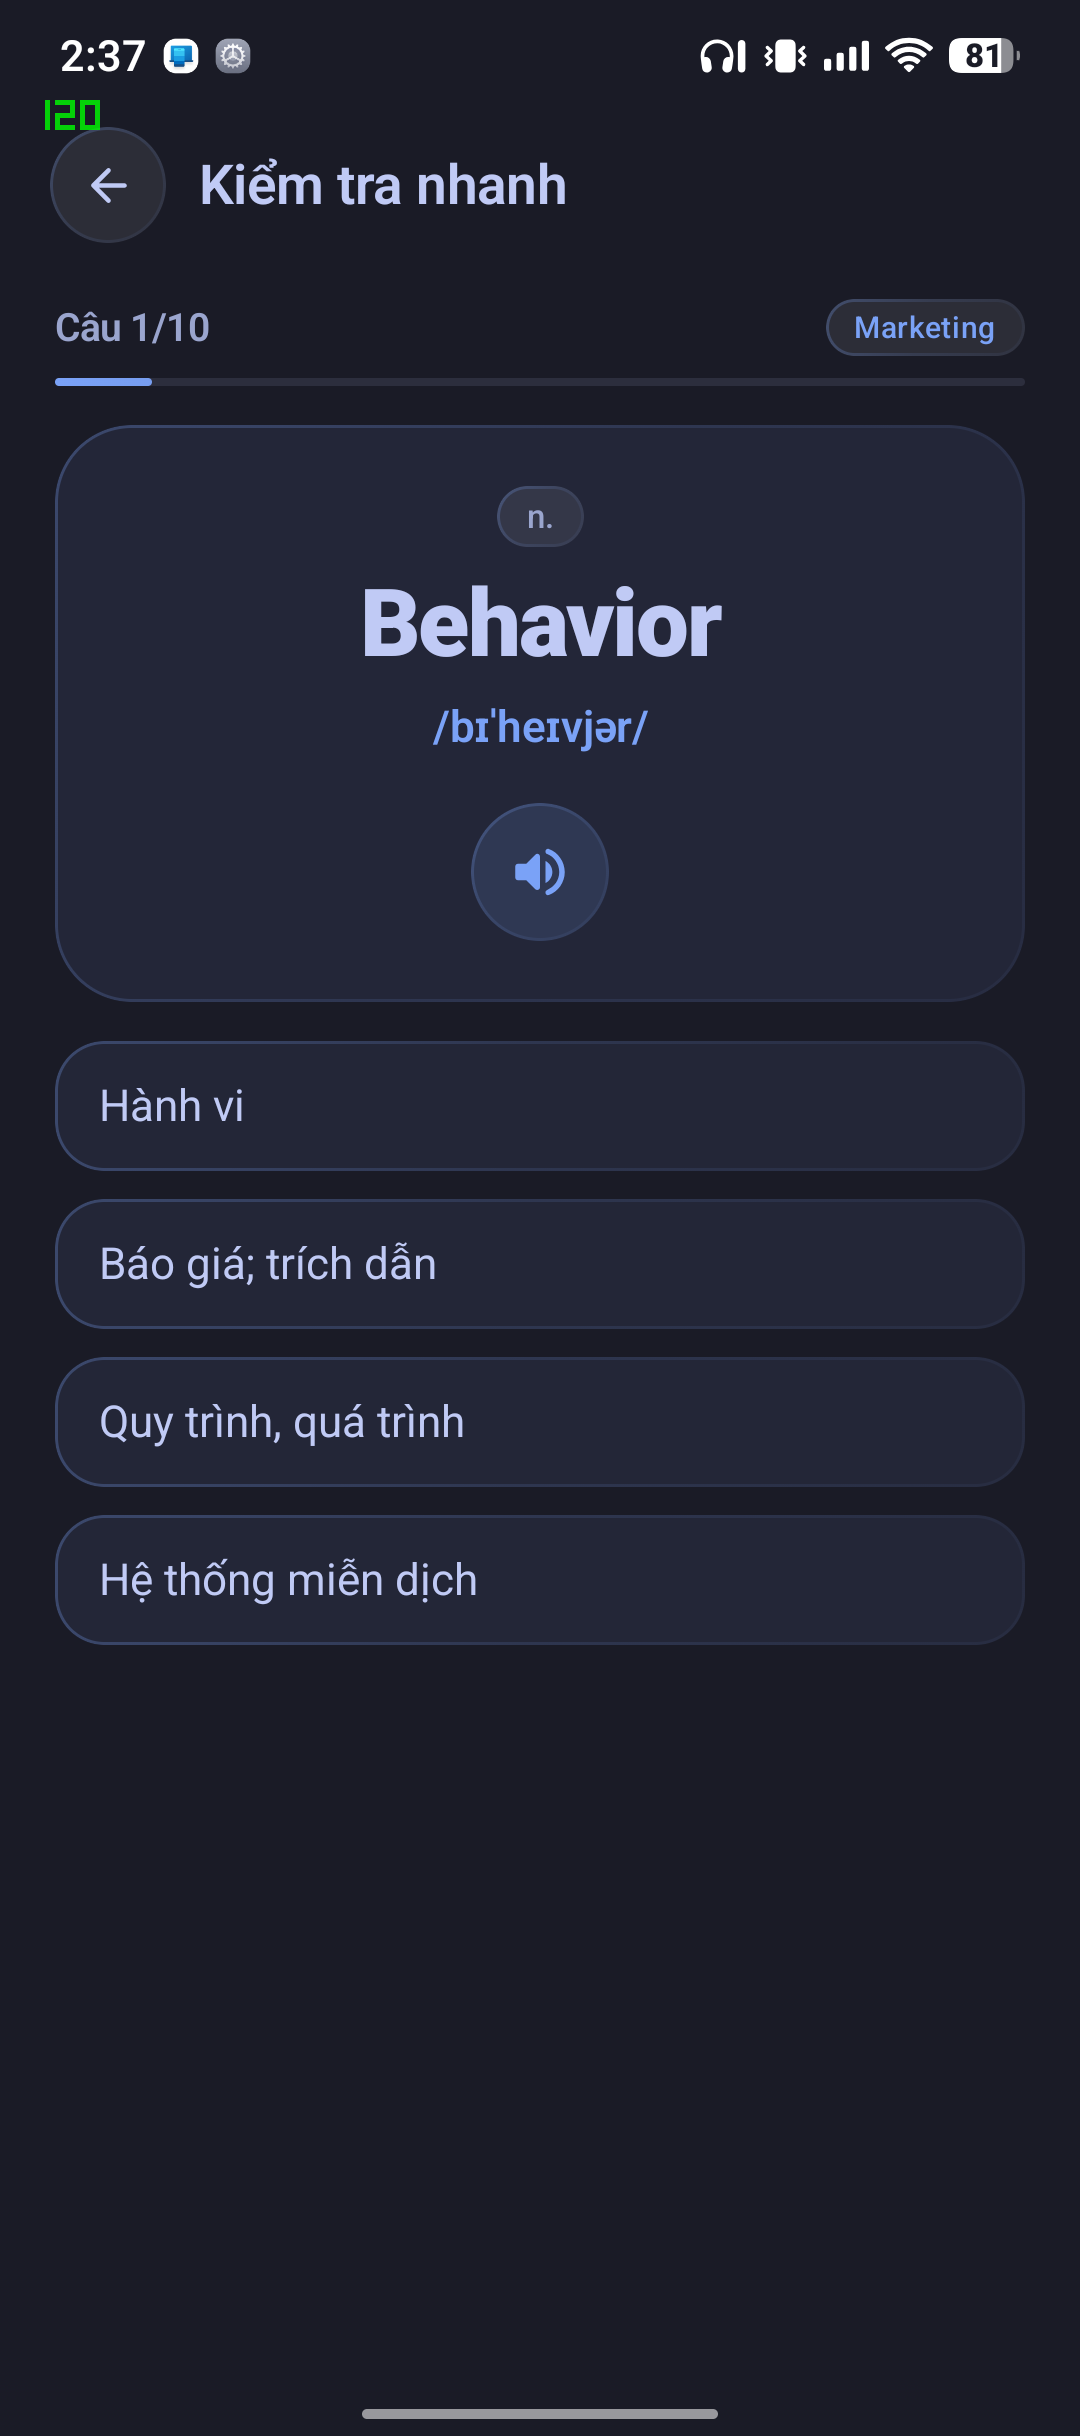 2:37
81
120
Kiểm tra nhanh
Câu 1/10
Marketing
n.
Behavior
/bɪˈheɪvjər/
Hành vi
Báo giá; trích dẫn
Quy trình, quá trình
Hệ thống miễn dịch